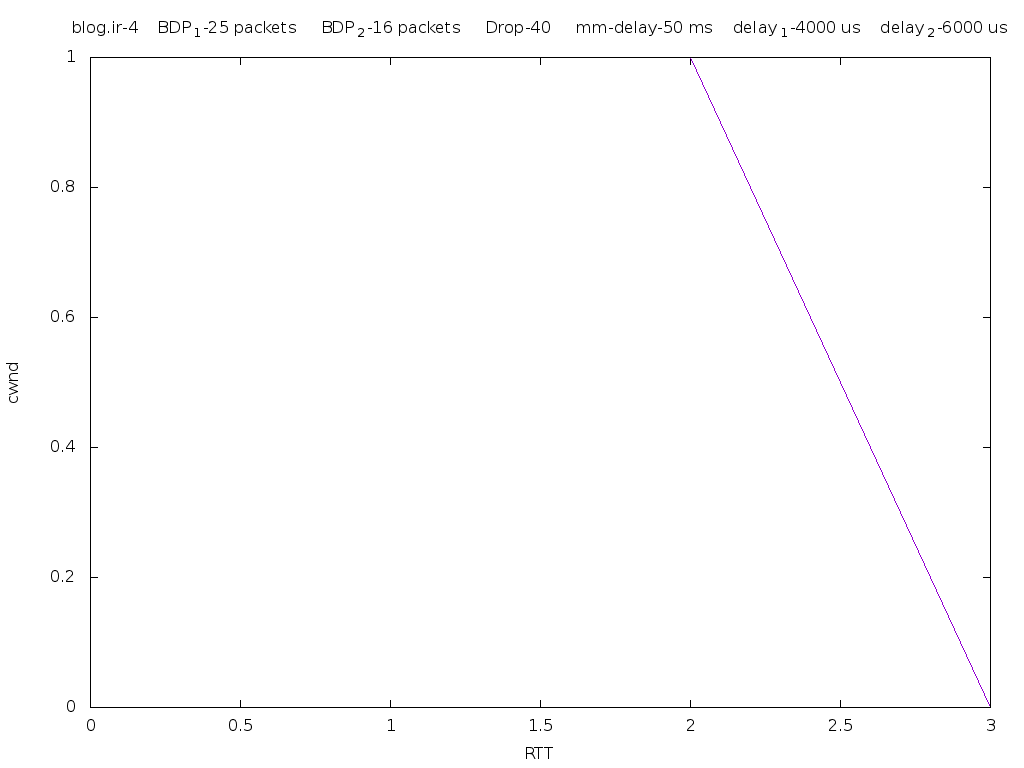 blog.ir-4 BDP1-25 packets BDP2-16 packets Drop-40 mm-delay-50 ms delay1-4000 us delay2-6000 us
1
0.8
0.6
0.4
0.2
0
cwnd
0 0.5 1 1.5 2 2.5 3
RTT